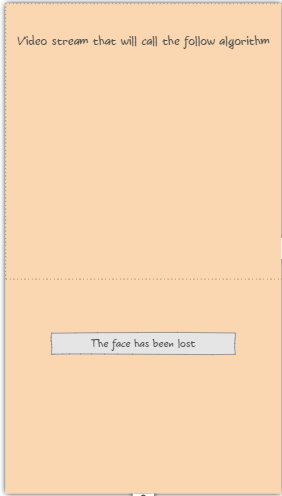 Video stream that will call the follow algorithm
The face has been lost